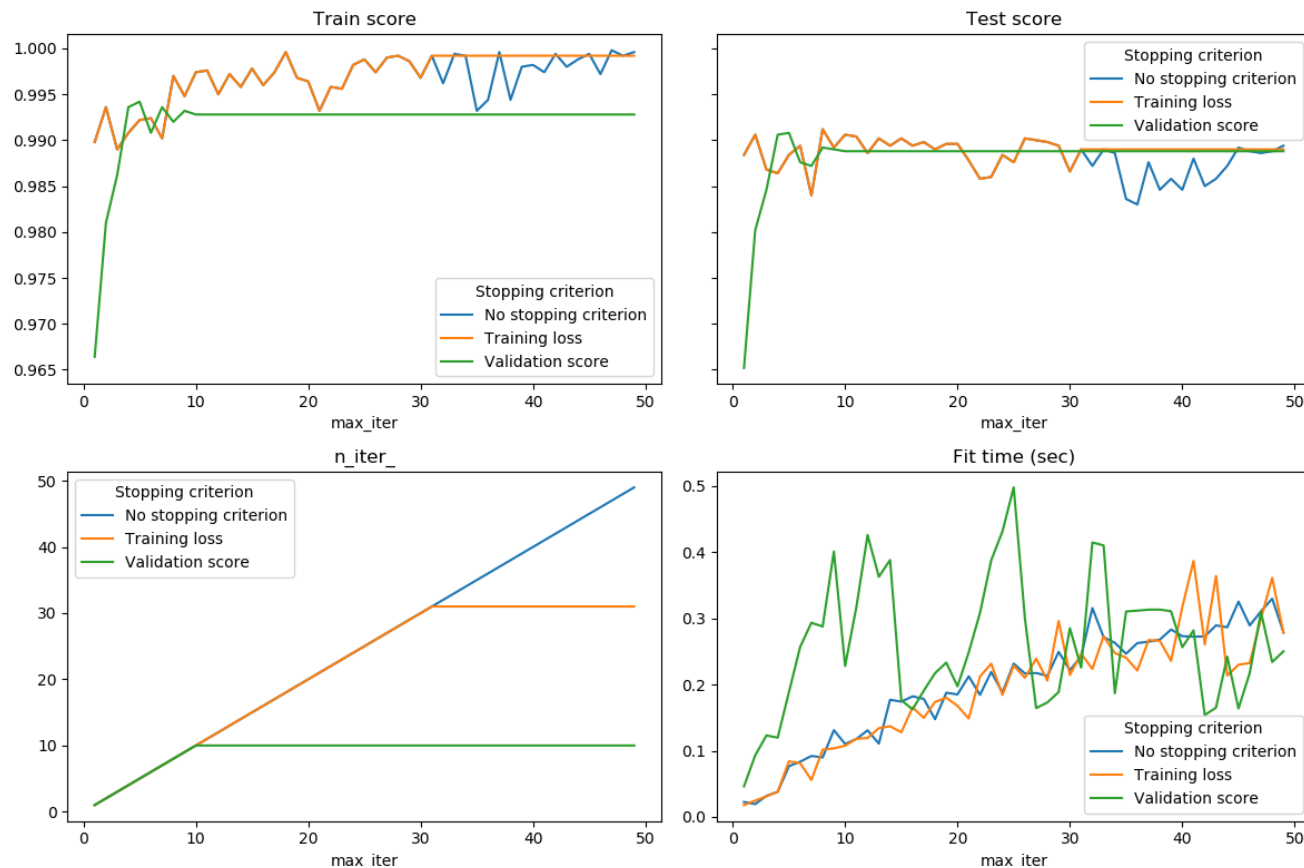 Train score
1.000
0.995
0.990
0.985
0.980
0.975
0.970
0.965
Stopping criterion
No stopping criterion
Training loss
Validation score
0 10 20 30 40 50
max_iter
Test score
Stopping criterion
No stopping criterion
Training loss
Validation score
0 10 20 30 40 50
max_iter
n_iter_
50
40
30
20
10
0
Stopping criterion
No stopping criterion
Training loss
Validation score
0 10 20 30 40 50
max_iter
Fit time (sec)
0.5
0.4
0.3
0.2
0.1
0.0
Stopping criterion
No stopping criterion
Training loss
Validation score
0 10 20 30 40 50
max_iter